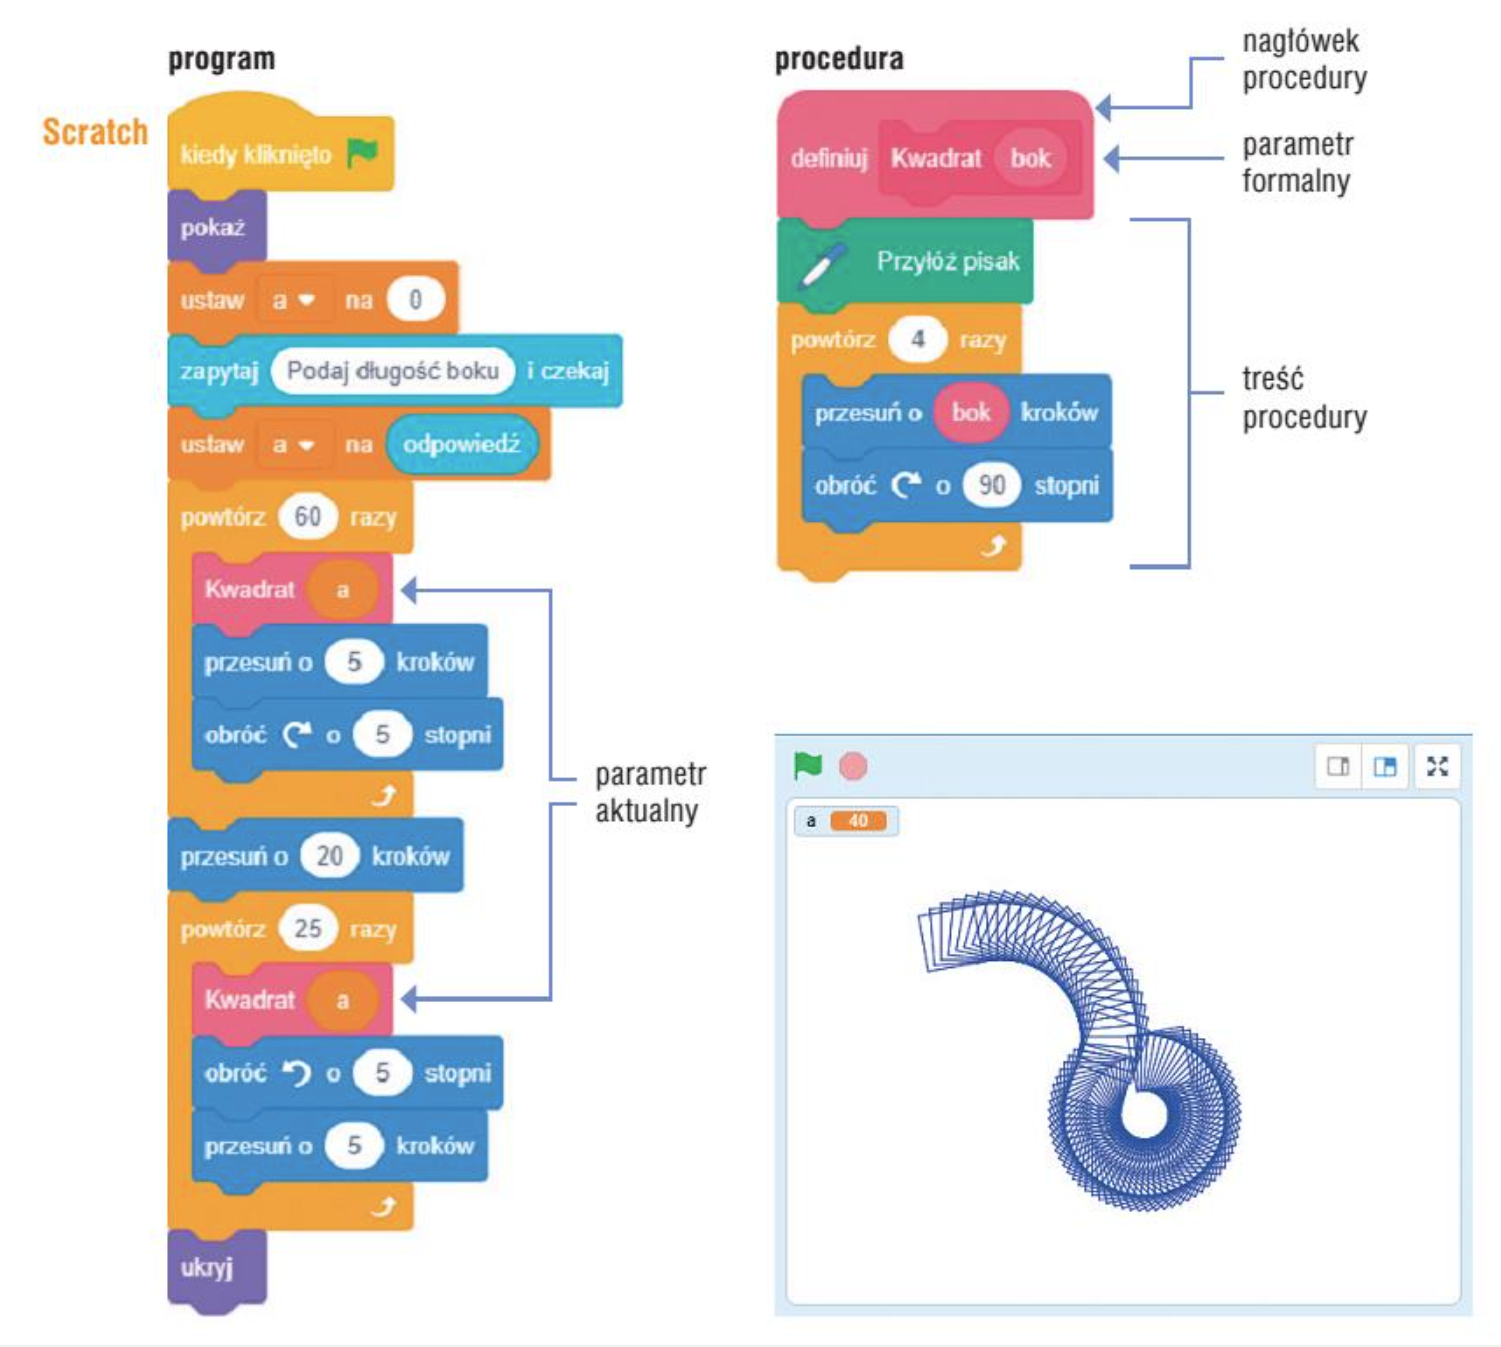 program
Scratch
kiedy kliknięto
pokaż
ustaw a na 0
zapytaj Podaj długość boku i czekaj
ustaw a na odpowiedź
powtórz 60 razy
Kwadrat a
przesuń o 5 kroków
obróć o 5 stopni
przesuń o 20 kroków
powtórz 25 razy
Kwadrat a
obróć o 5 stopni
przesuń o 5 kroków
ukryj
parametr
aktualny
procedura
definiuj Kwadrat bok
Przyłóż pisak
powtórz 4 razy
przesuń o bok kroków
obróć o 90 stopni
nagłówek
procedury
parametr
formalny
treść
procedury
a 40